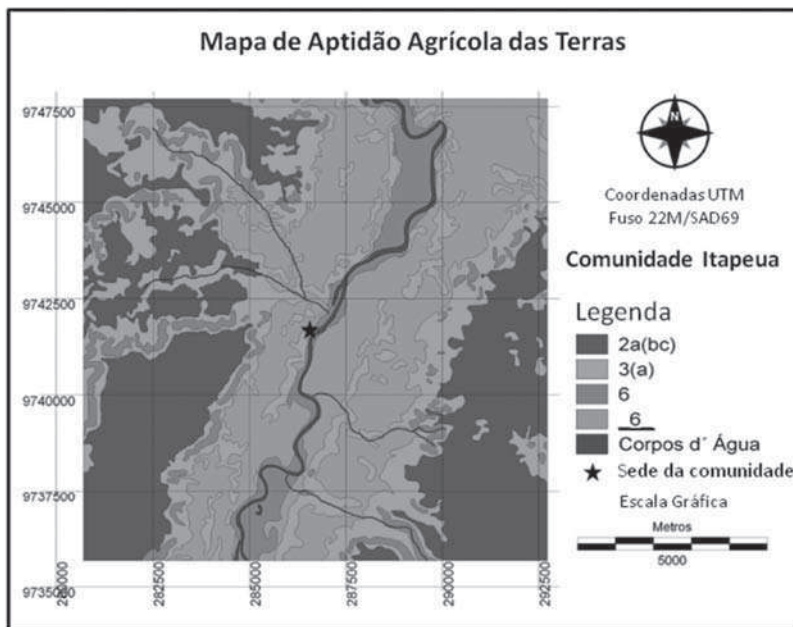 Mapa de Aptidão Agrícola das Terras
9747500
9745000
9742500
9740000
9737500
9735000
280000
282500
285000
287500
290000
292500
N
Coordenadas UTM
Fuso 22M/SAD69
Comunidade Itapeua
Legenda
2a(bc)
3(a)
6
6
Corpos d´ Água
Sede da comunidade
Escala Gráfica
Metros
5000